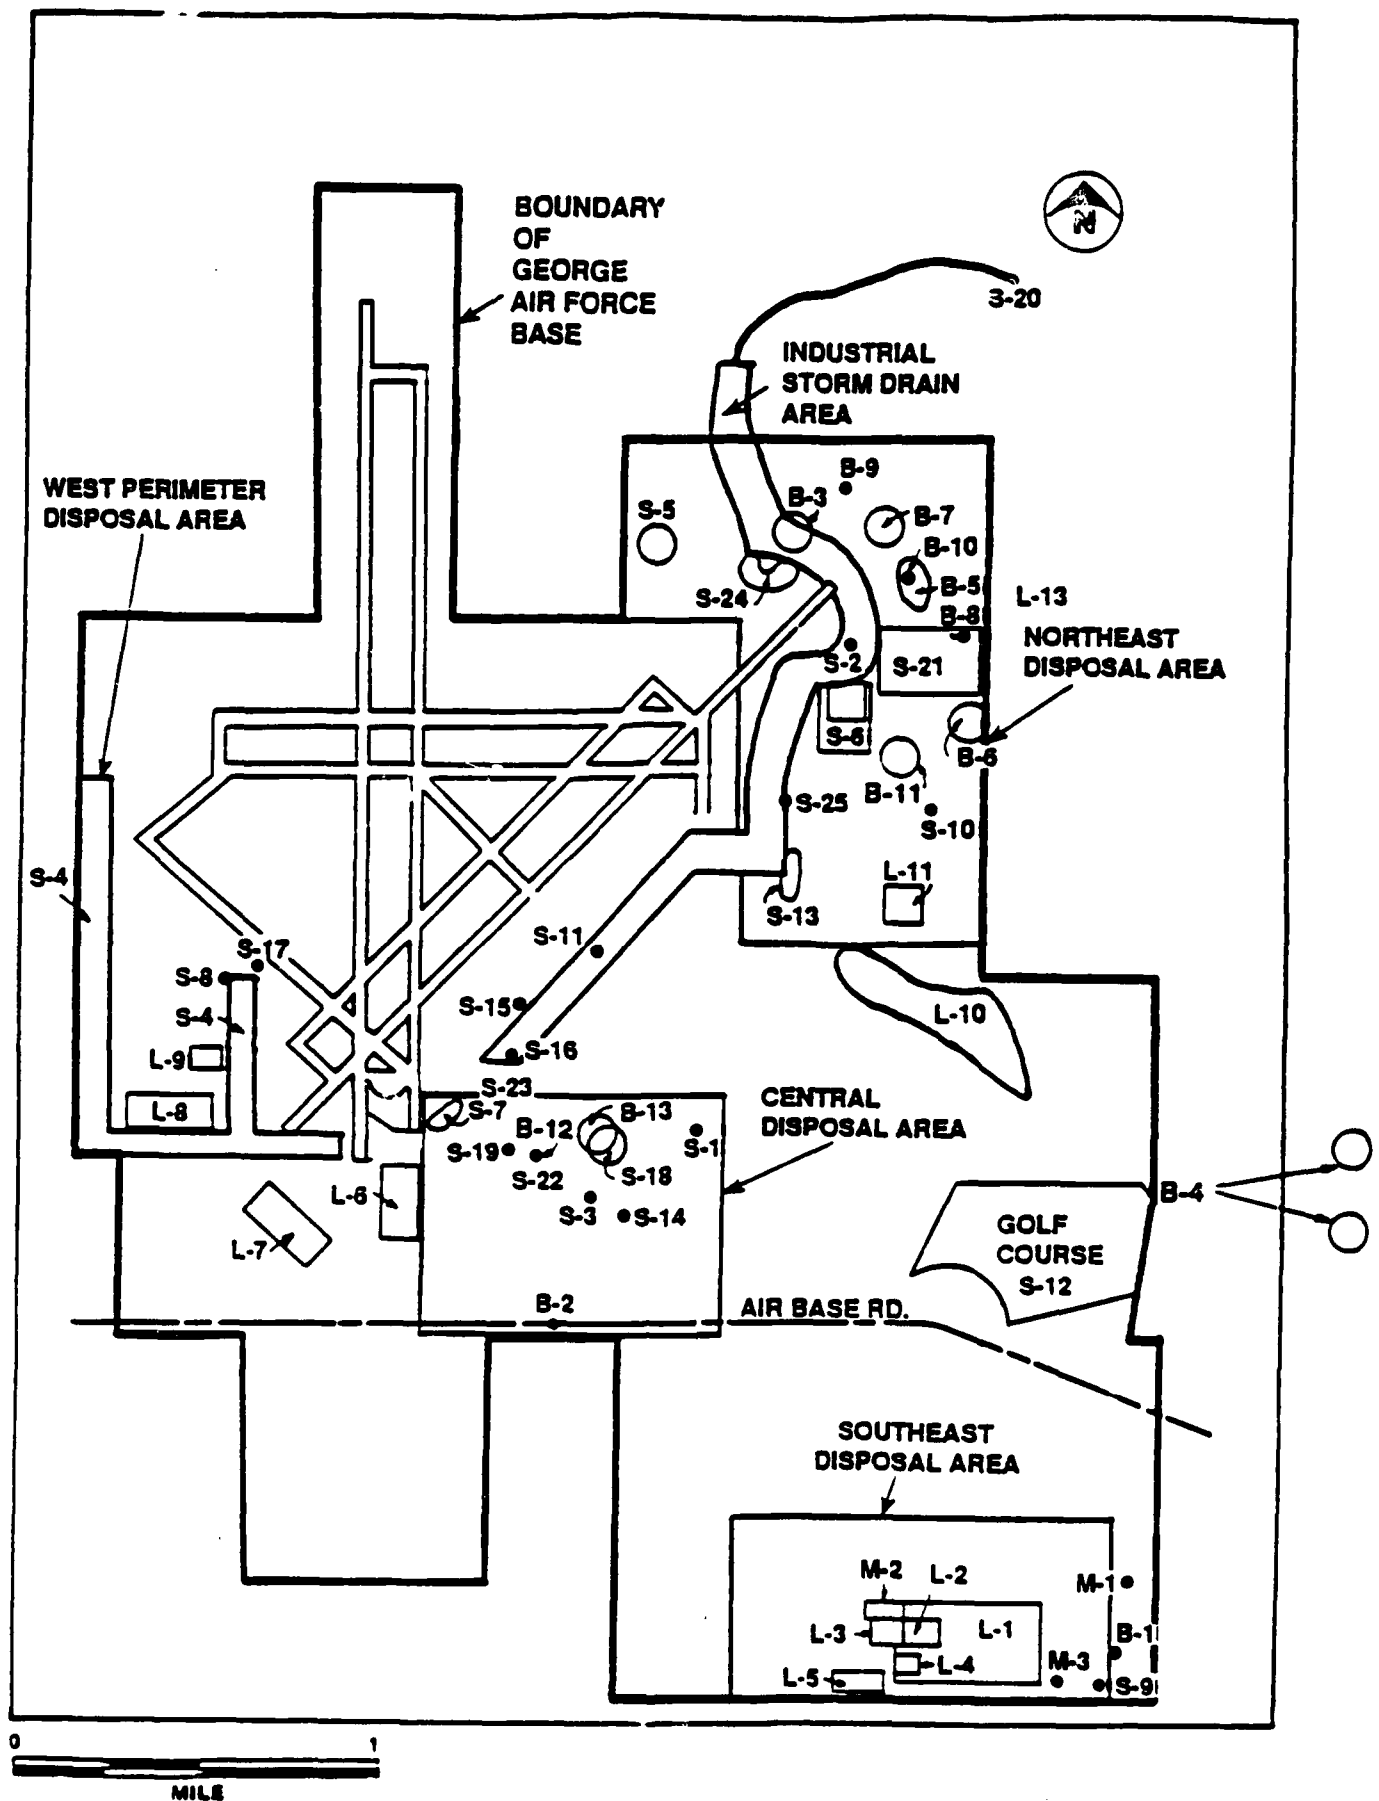 BOUNDARY
OF
GEORGE
AIR FORCE
BASE
N
S-20
INDUSTRIAL
STORM DRAIN
AREA
WEST PERIMETER
DISPOSAL AREA
B-9
B-3
S-5
B-7
B-10
B-5
S-24
L-13
B-8
NORTHEAST
DISPOSAL AREA
S-2
S-21
S-6
B-6
B-11
S-25
S-10
S-4
L-11
S-13
S-11
S-17
S-8
S-15
S-4
L-10
S-16
L-9
S-23
CENTRAL
DISPOSAL AREA
L-8
S-7
B-13
B-12
S-1
S-19
S-22
S-18
L-6
B-4
S-3
S-14
GOLF
COURSE
S-12
L-7
B-2
AIR BASE RD.
SOUTHEAST
DISPOSAL AREA
M-2
L-2
M-1
L-3
L-1
B-1
L-4
M-3
L-5
S-9
0
1
MILE